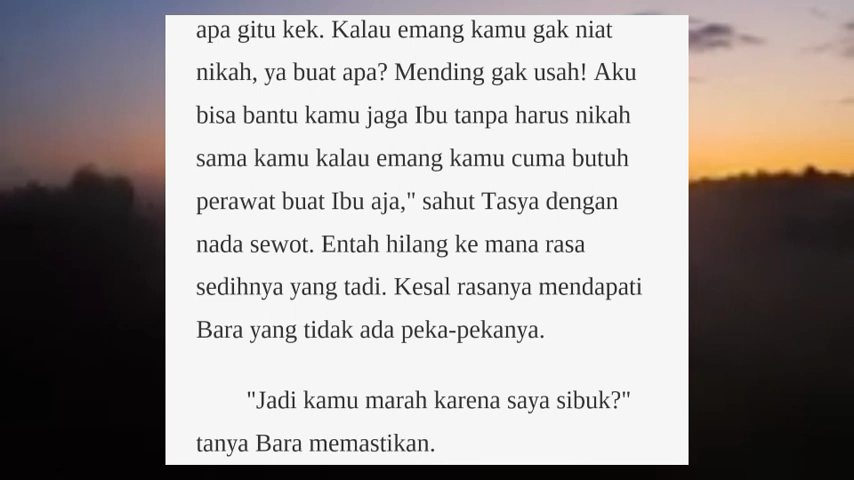 apa gitu kek. Kalau emang kamu gak niat
nikah, ya buat apa? Mending gak usah! Aku
bisa bantu kamu jaga Ibu tanpa harus nikah
sama kamu kalau emang kamu cuma butuh
perawat buat Ibu aja," sahut Tasya dengan
nada sewot. Entah hilang ke mana rasa
sedihnya yang tadi. Kesal rasanya mendapati
Bara yang tidak ada peka-pekanya.
"Jadi kamu marah karena saya sibuk?"
tanya Bara memastikan.